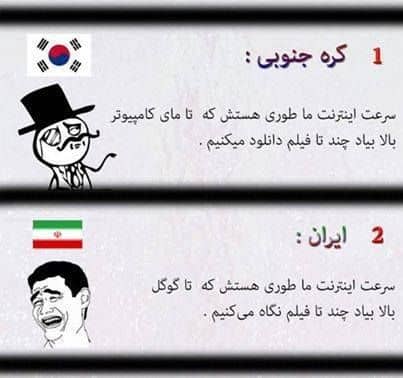 1 کره جنوبی :
سرعت اینترنت ما طوری هستش که تا مای کامپیوتر
بالا بیاد چند تا فیلم دانلود میکنیم .
2 ایران :
سرعت اینترنت ما طوری هستش که تا گوگل
بالا بیاد چند تا فیلم نگاه می‌کنیم .